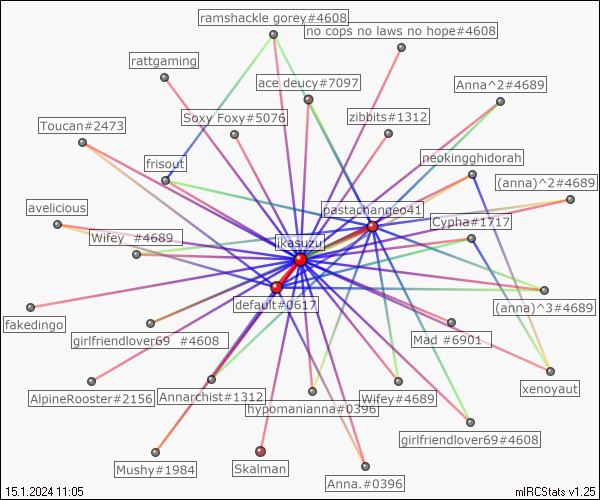 ramshackle gorey#4608
no cops no laws no hope#4608
rattgaming
ace deucy#7097
Anna^2#4689
Toucan#2473
Soxy Foxy#5076
zibbits#1312
frisout
neokingghidorah
(anna)^2#4689
avelicious
pastachangeo41
Cypha#1717
Wifey #4689
ikasuzu
default#0617
(anna)^3#4689
fakedingo
girlfriendlover69 #4608
Mad #6901
xenoyaut
AlpineRooster#2156
Annarchist#1312
hypomanianna#0396
Wifey#4689
girlfriendlover69#4608
Mushy#1984
Skalman
Anna.#0396
15.1.2024 11:05
mIRCStats v1.25